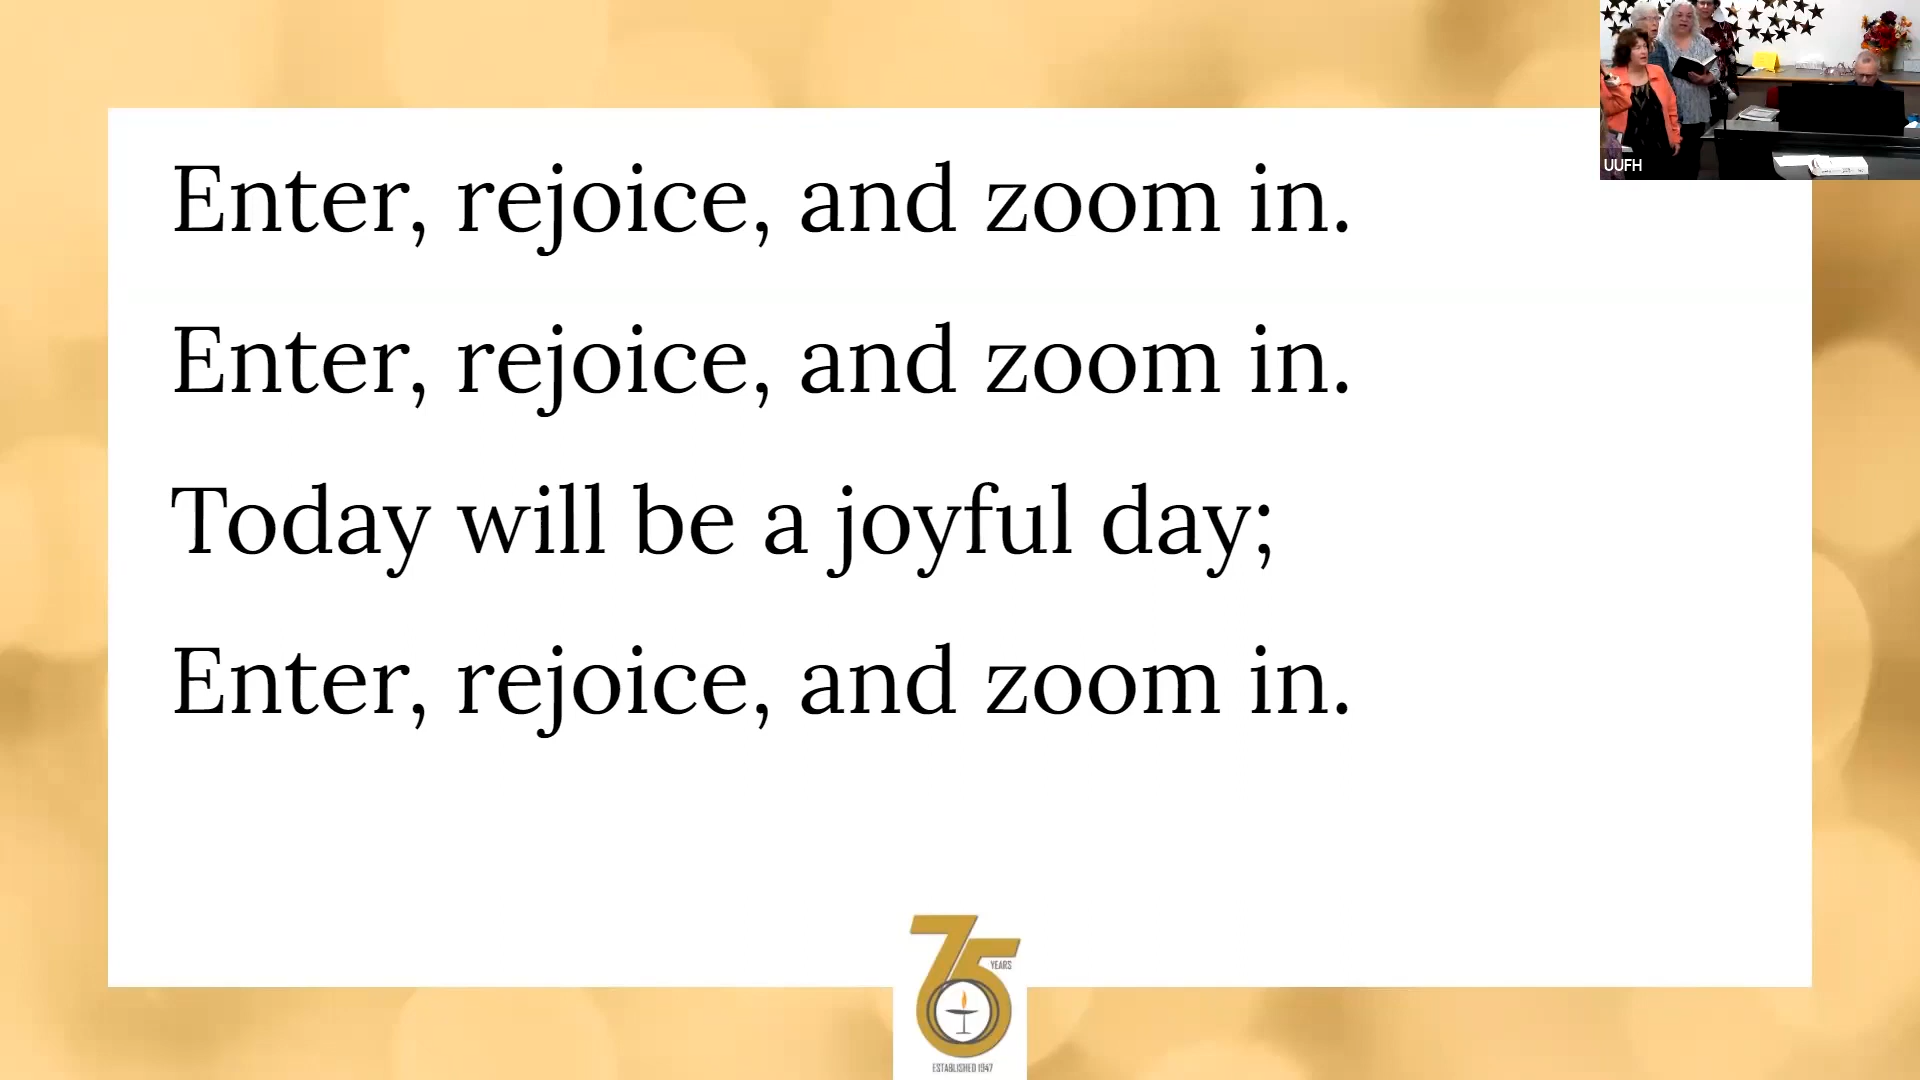 Enter, rejoice, and zoom in.
UUFH
Enter, rejoice, and zoom in.
Today will be a joyful day;
Enter, rejoice, and zoom in.
75
YEARS
ESTABLISHED 1947